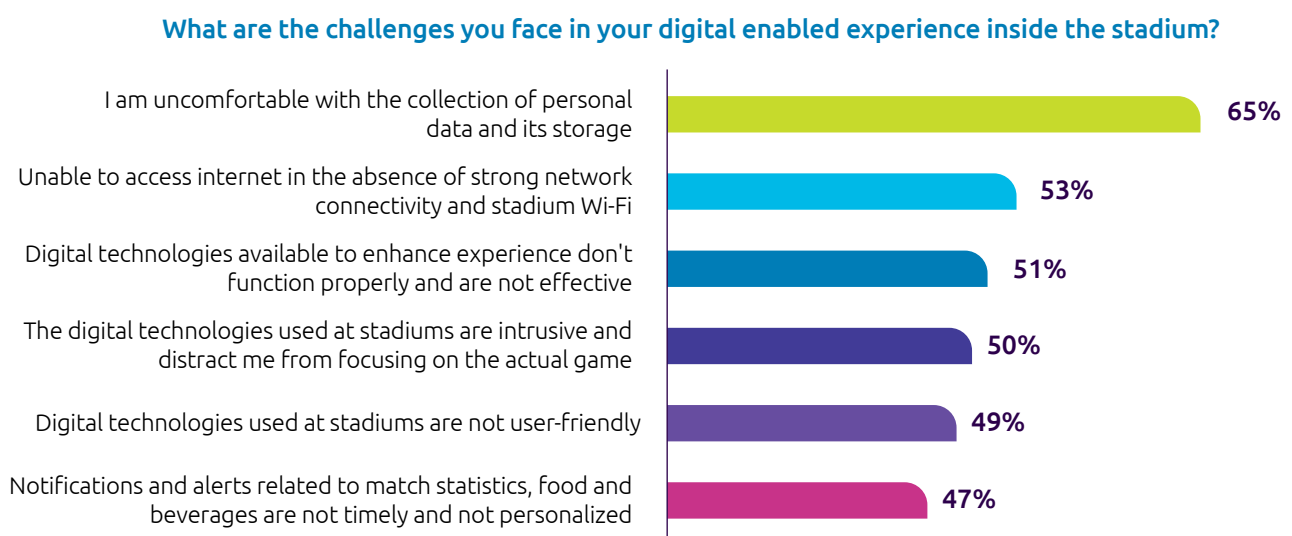 What are the challenges you face in your digital enabled experience inside the stadium?
I am uncomfortable with the collection of personal
data and its storage
65%
Unable to access internet in the absence of strong network
connectivity and stadium Wi-Fi
53%
Digital technologies available to enhance experience don't
function properly and are not effective
51%
The digital technologies used at stadiums are intrusive and
distract me from focusing on the actual game
50%
Digital technologies used at stadiums are not user-friendly
49%
Notifications and alerts related to match statistics, food and
beverages are not timely and not personalized
47%